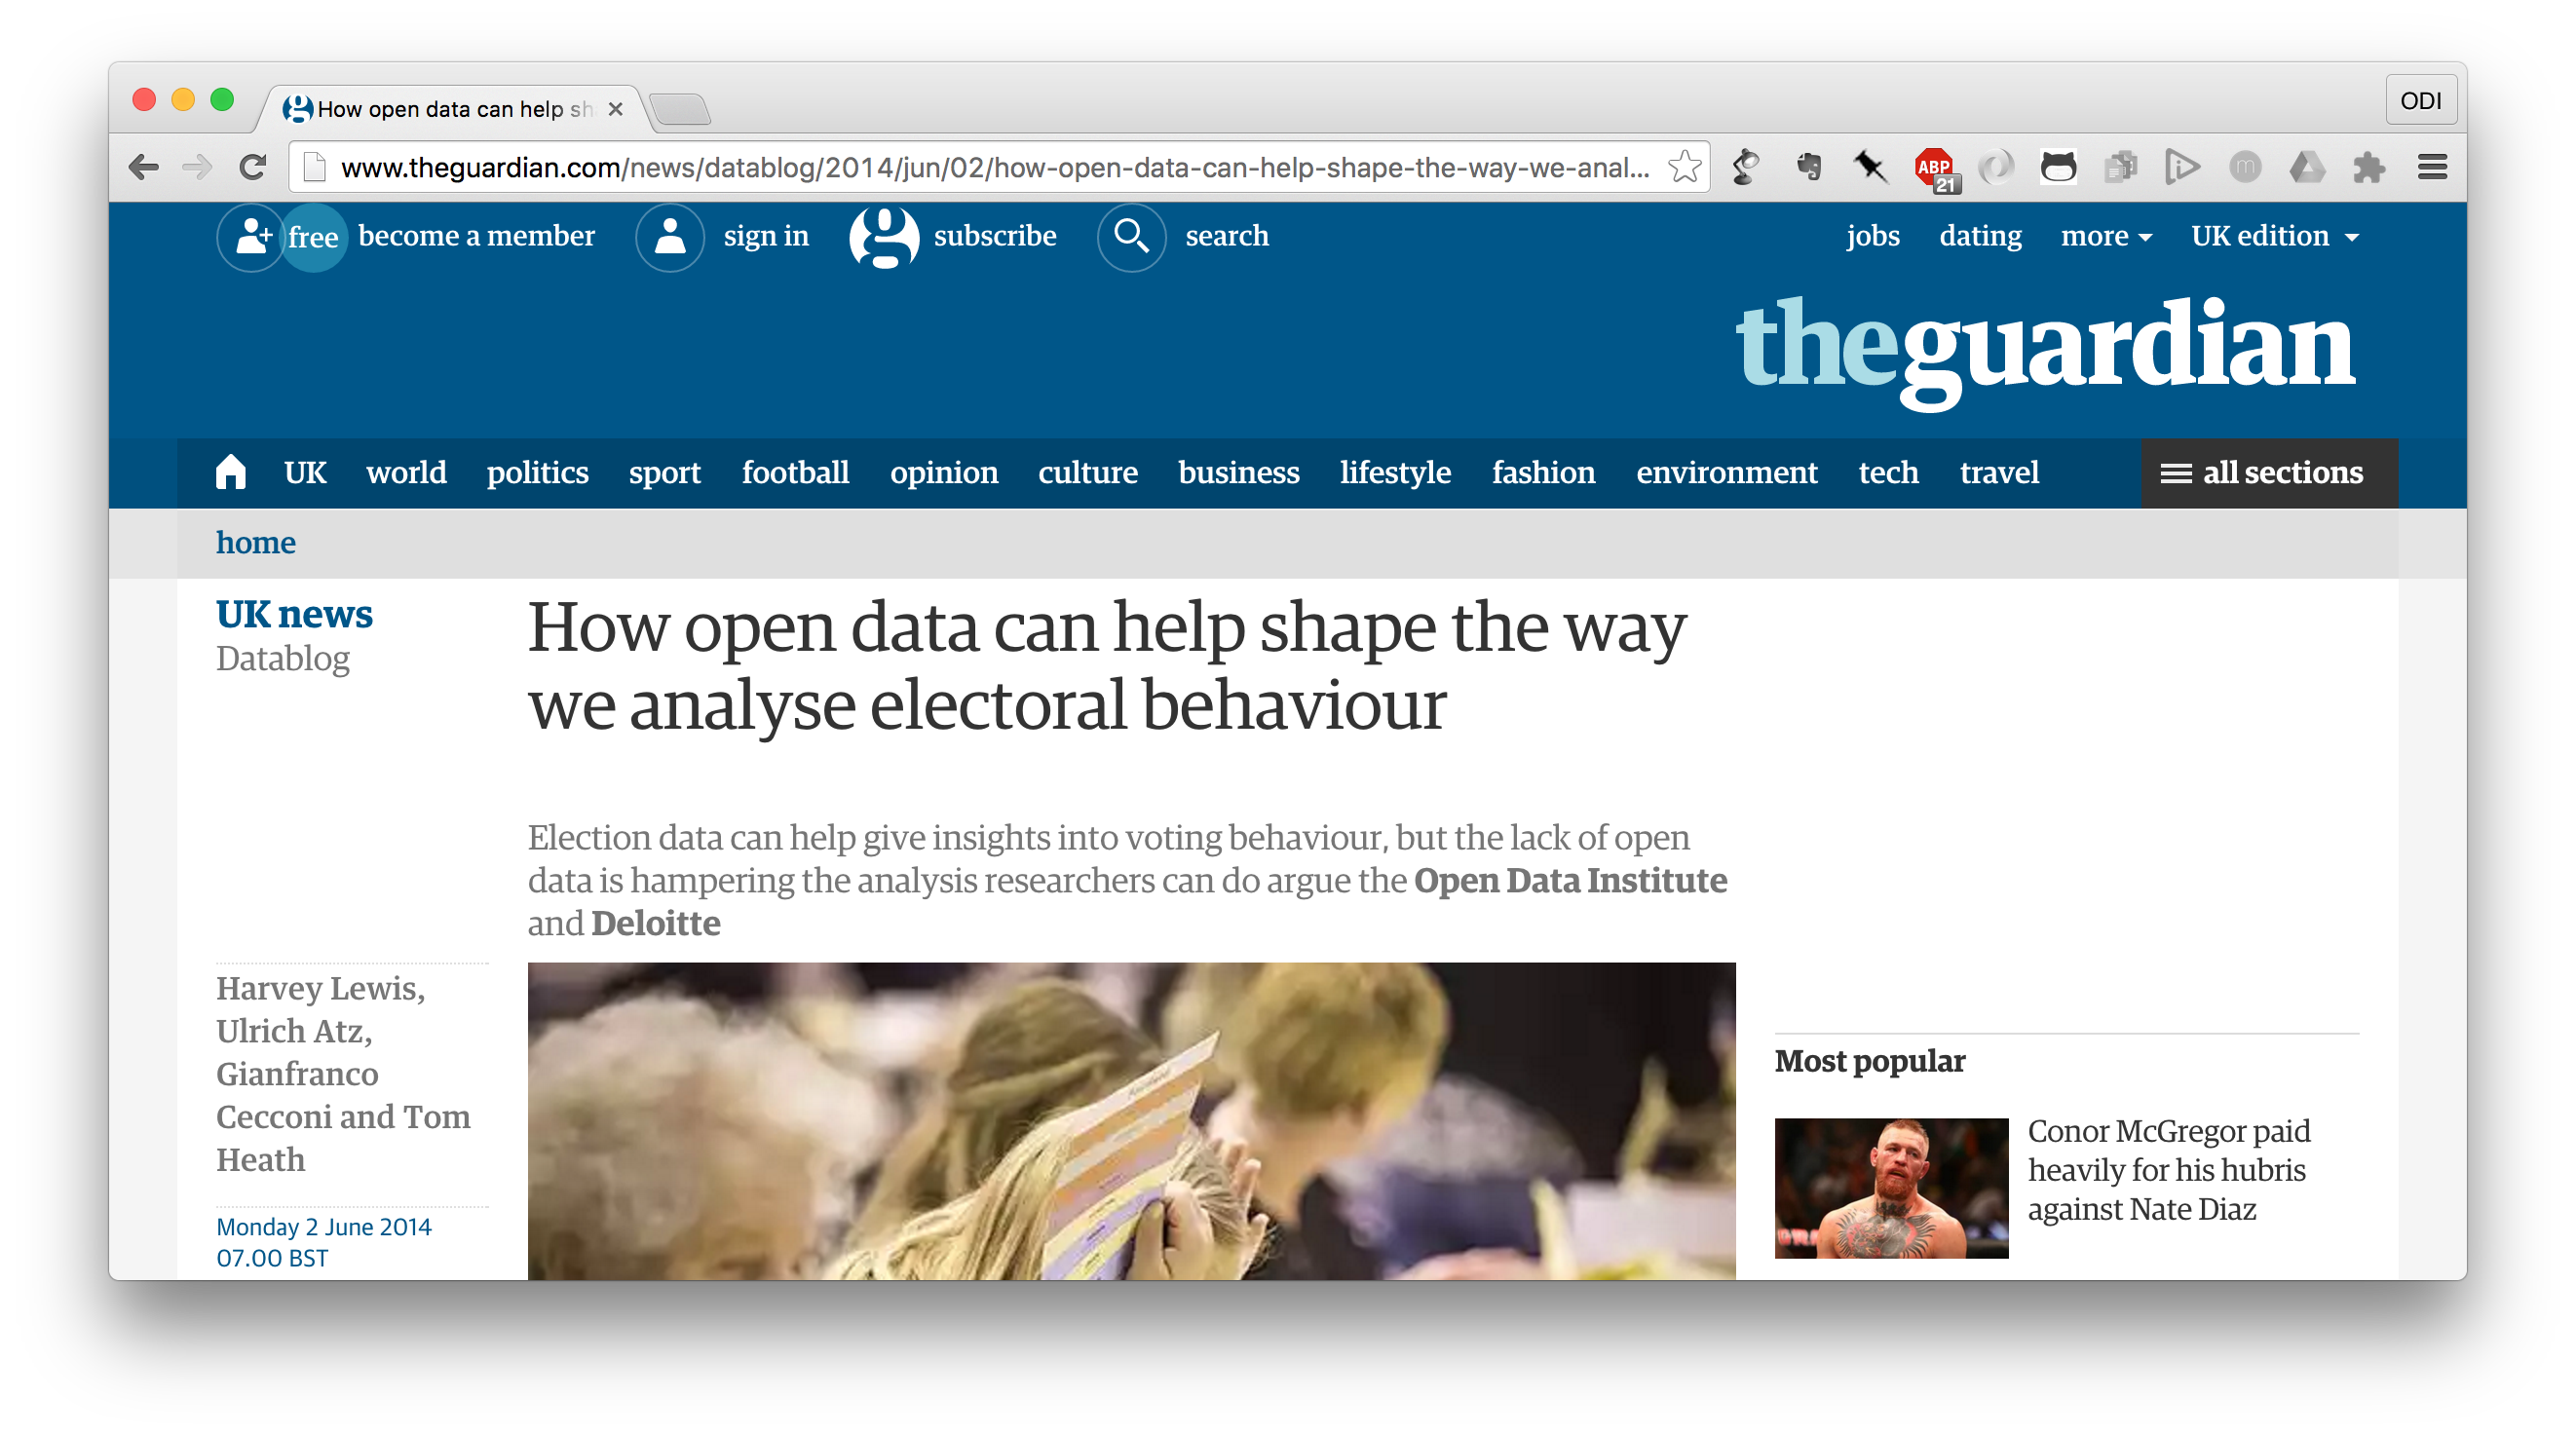 How open data can help sh
ODI
www.theguardian.com/news/datablog/2014/jun/02/how-open-data-can-help-shape-the-way-we-anal...
ABP
21
m
free become a member sign in subscribe search
jobs dating more UK edition
theguardian
UK world politics sport football opinion culture business lifestyle fashion environment tech travel all sections
home
UK news
Datablog
How open data can help shape the way
we analyse electoral behaviour
Election data can help give insights into voting behaviour, but the lack of open
data is hampering the analysis researchers can do argue the Open Data Institute
and Deloitte
Harvey Lewis,
Ulrich Atz,
Gianfranco
Cecconi and Tom
Heath
Monday 2 June 2014
07.00 BST
Most popular
Conor McGregor paid
heavily for his hubris
against Nate Diaz